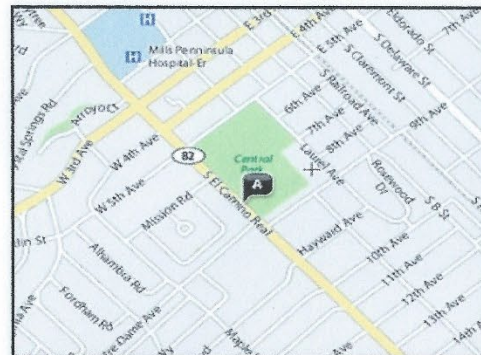 E 3rd
E 4th Ave
E 5th Ave
Eldorado St
7th Ave
S Delaware St
S Claremont St
H
H Mills Penninsula
Hospital-Er
Arroyo Ct
W 3rd Ave
W 4th Ave
82
Central
Park
A
6th Ave
S Railroad Ave
7th Ave
8th Ave
9th Ave
Laurel Ave
El Camino Real
W 5th Ave
Mission Rd
Rosewood
Dr
S B St
Hayward Ave
10th Ave
11th Ave
12th Ave
13th Ave
14th Ave
Alhambra Rd
Fordham Rd